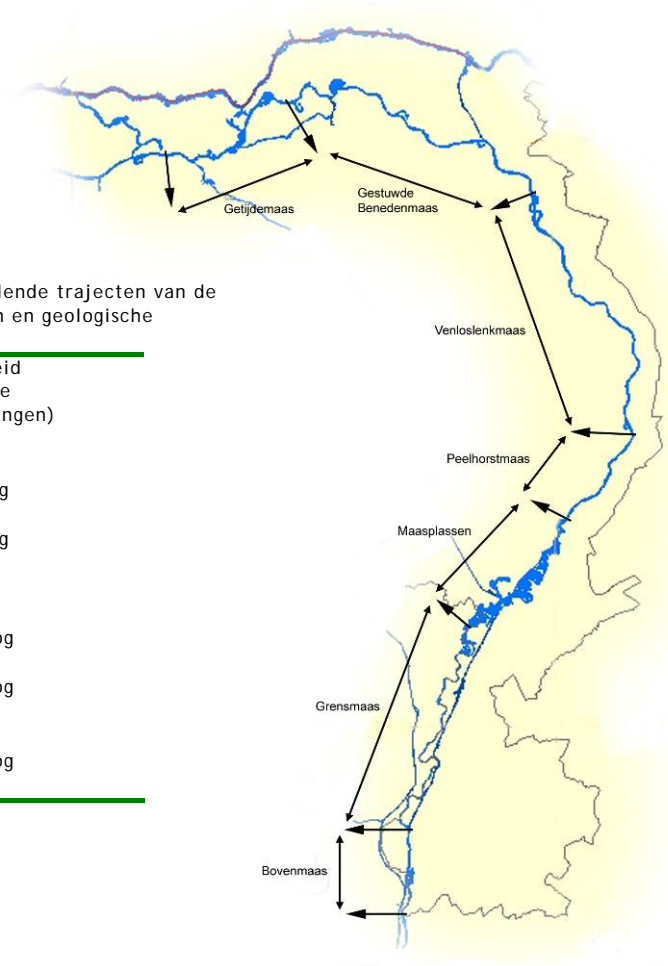 Getijdemaas
Gestuwde
Benedenmaas
lende trajecten van de
n en geologische
Venloslenkmaas
eid
e
ngen)
Peelhorstmaas
g
Maasplassen
g
og
og
Grensmaas
og
Bovenmaas